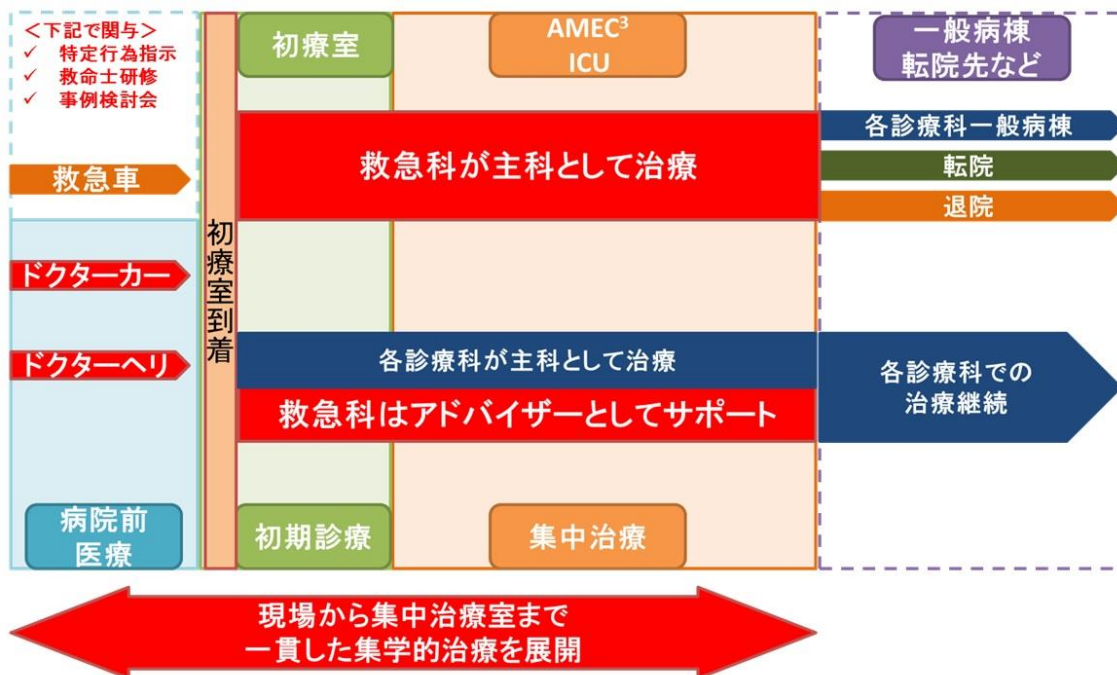 ＜下記で関与＞
✓ 特定行為指示
✓ 救命士研修
✓ 事例検討会
救急車
ドクターカー
ドクターヘリ
病院前
医療
初療室到着
初療室
AMEC³
ICU
救急科が主科として治療
各診療科が主科として治療
救急科はアドバイザーとしてサポート
初期診療
集中治療
一般病棟
転院先など
各診療科一般病棟
転院
退院
各診療科での
治療継続
現場から集中治療室まで
一貫した集学的治療を展開